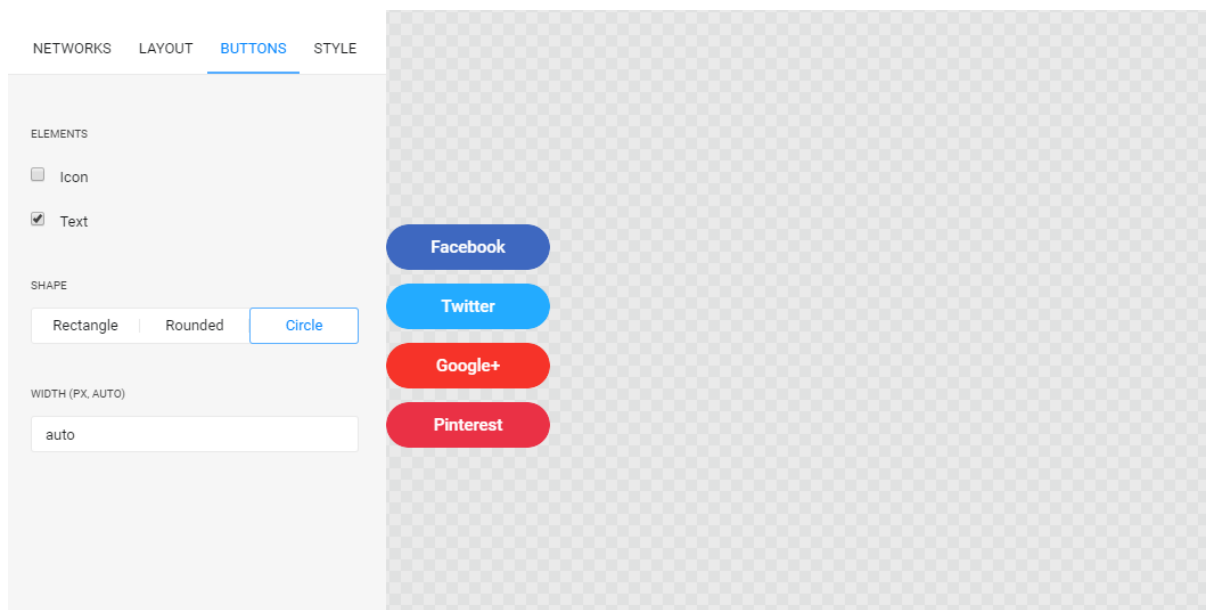 NETWORKS LAYOUT BUTTONS STYLE
ELEMENTS
Icon
Text
SHAPE
Rectangle Rounded Circle
WIDTH (PX, AUTO)
auto
Facebook
Twitter
Google+
Pinterest